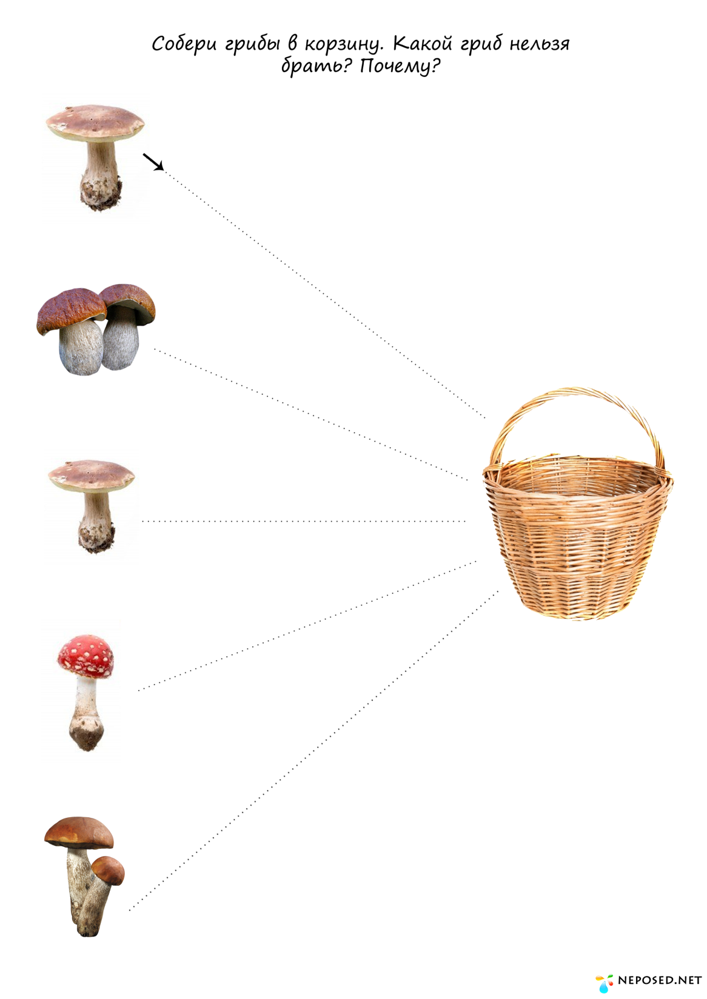 Собери грибы в корзину. Какой гриб нельзя
брать? Почему?
NEPOSED.NET